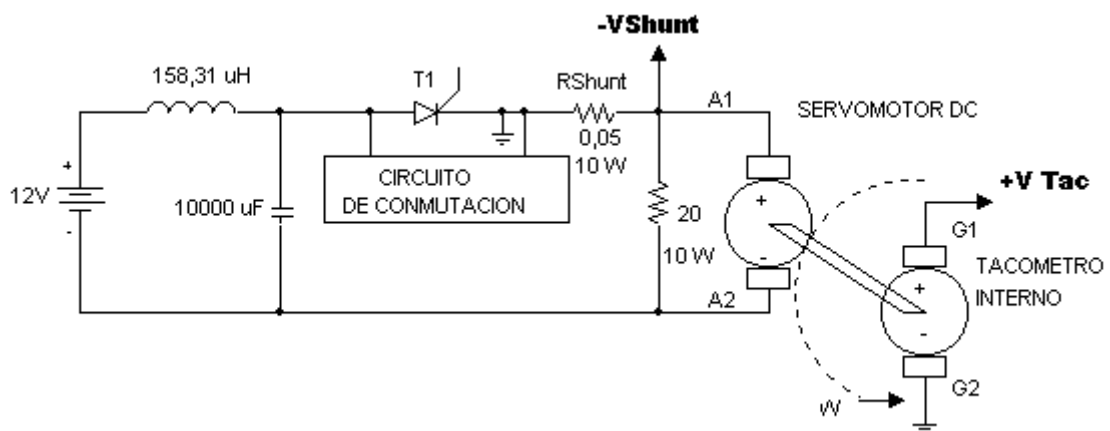 -VShunt
158,31 uH
T1
RShunt
A1
SERVOMOTOR DC
0,05
10 W
+
12V
-
10000 uF
CIRCUITO
DE CONMUTACION
20
10 W
+
-
A2
+V Tac
G1
TACOMETRO
INTERNO
+
-
W
G2